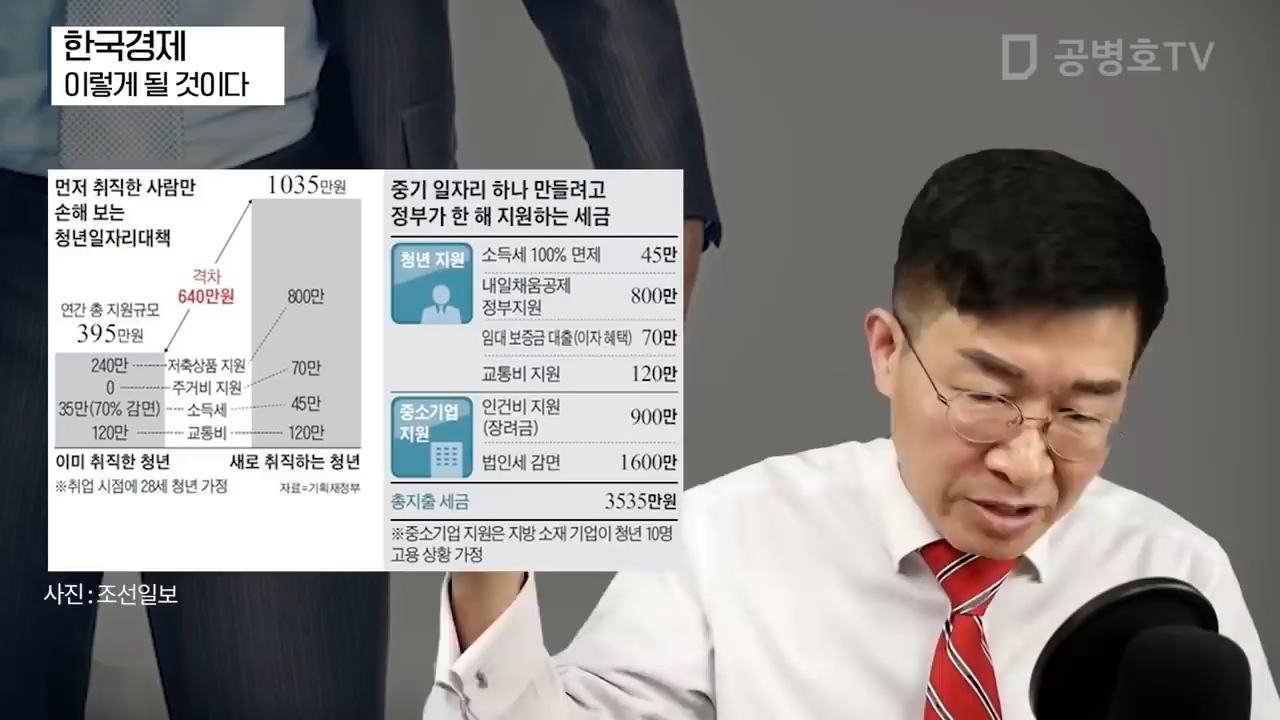 한국경제
이렇게 될 것이다
공병호TV
먼저 취직한 사람만
손해 보는
청년일자리대책
1035만원
격차
640만원
연간 총 지원규모
395만원
800만
240만 저축상품 지원
0 주거비 지원 70만
35만(70% 감면) 소득세 45만
120만 교통비 120만
이미 취직한 청년 새로 취직하는 청년
※취업 시점에 28세 청년 가정 자료=기획재정부
중기 일자리 하나 만들려고
정부가 한 해 지원하는 세금
청년 지원
소득세 100% 면제 45만
내일채움공제
정부지원 800만
임대 보증금 대출(이자 혜택) 70만
교통비 지원 120만
중소기업
지원
인건비 지원
(장려금) 900만
법인세 감면 1600만
총지출 세금 3535만원
※중소기업 지원은 지방 소재 기업이 청년 10명
고용 상황 가정
사진 : 조선일보